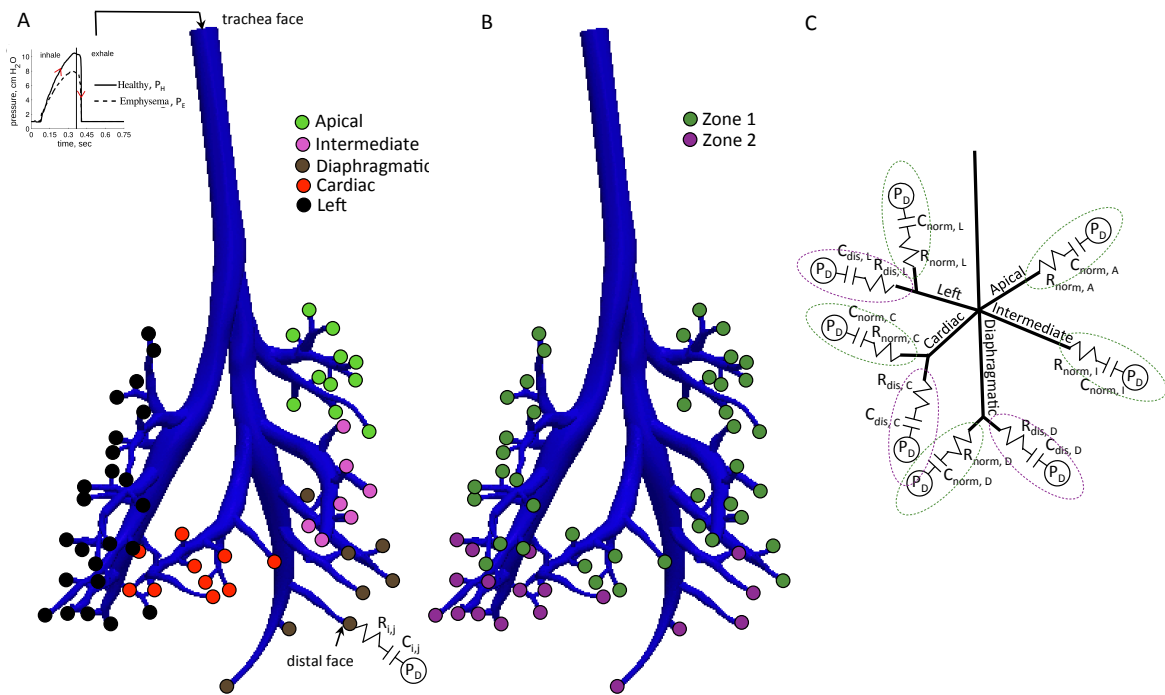 A
trachea face
inhale
exhale
pressure, cm H2O
10
8
6
4
2
0
0 0.15 0.3 0.45 0.6 0.75
time, sec
Healthy, PH
Emphysema, PE
Apical
Intermediate
Diaphragmatic
Cardiac
Left
distal face
Ri,j
Ci,j
PD
B
Zone 1
Zone 2
C
PD
Cnorm, L
Rnorm, L
Cdis, L
Rdis, L
PD
Left
Apical
PD
Cnorm, A
Rnorm, A
Intermediate
Rnorm, I
Cnorm, I
PD
Cnorm, C
PD
Rnorm, C
Cardiac
Diaphragmatic
Rdis, C
Cdis, C
PD
Rnorm, D
Cnorm, D
PD
Rdis, D
Cdis, D
PD